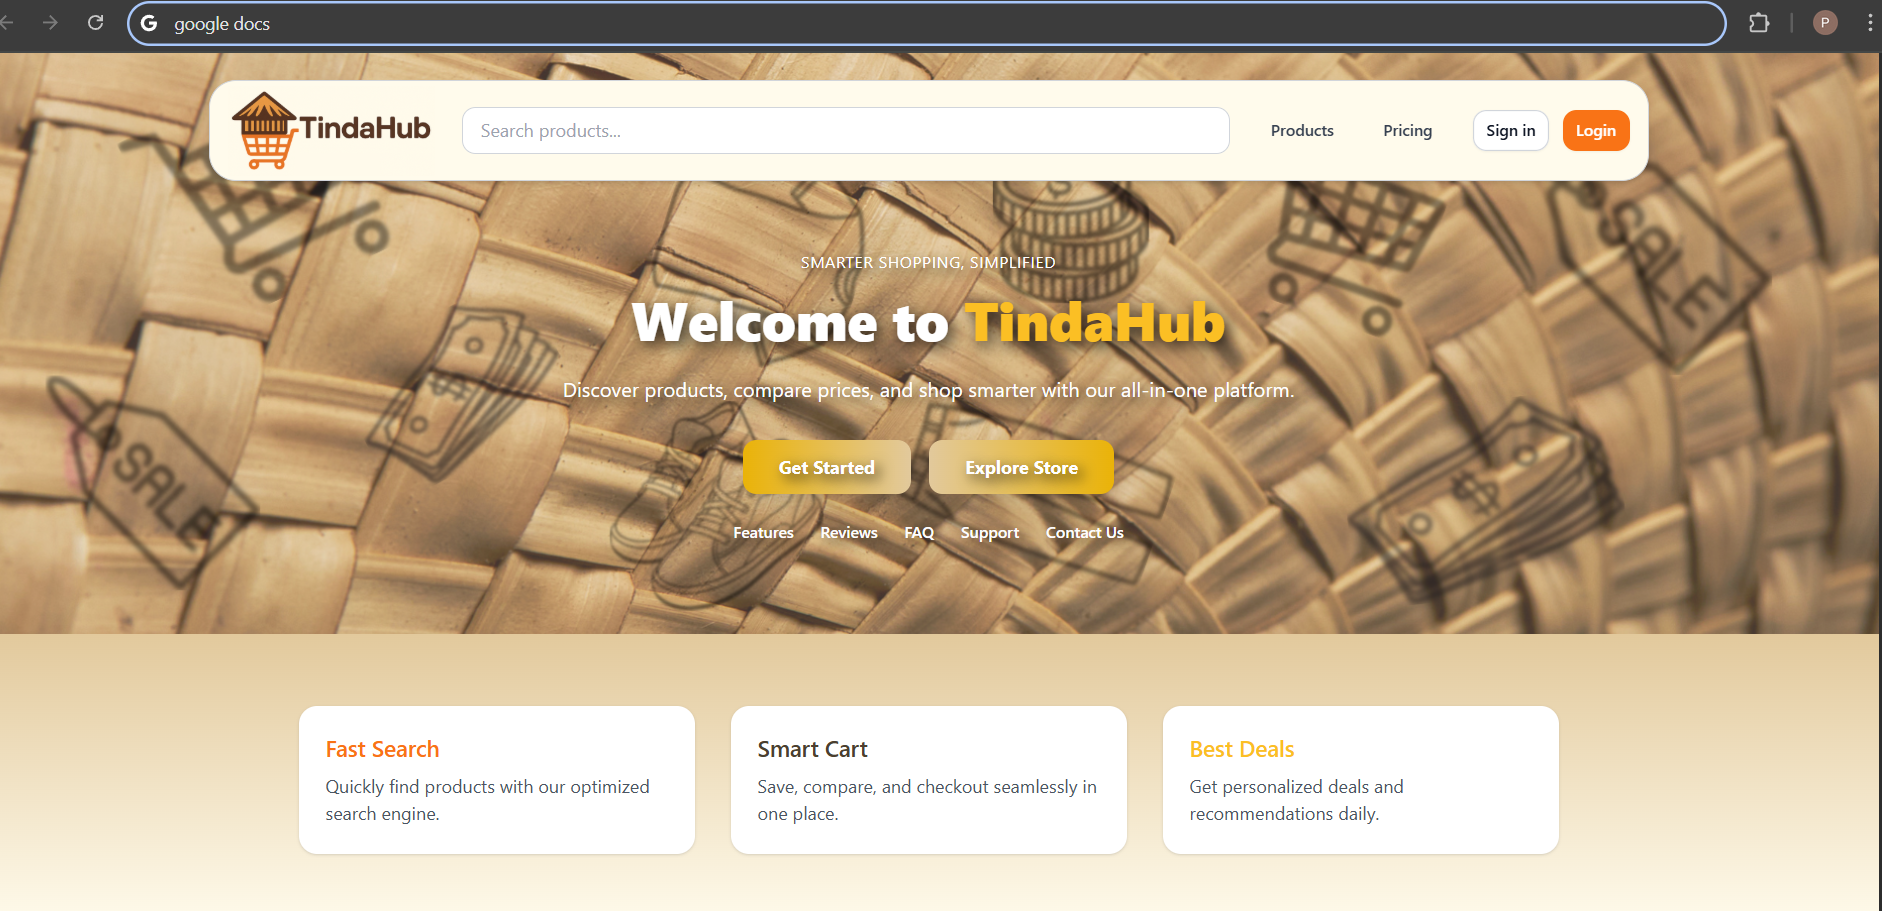 google docs
P
TindaHub
Search products...
Products
Pricing
Sign in
Login
SMARTER SHOPPING, SIMPLIFIED
Welcome to TindaHub
Discover products, compare prices, and shop smarter with our all-in-one platform.
Get Started
Explore Store
Features
Reviews
FAQ
Support
Contact Us
SALE
SALE
Fast Search
Quickly find products with our optimized
search engine.
Smart Cart
Save, compare, and checkout seamlessly in
one place.
Best Deals
Get personalized deals and
recommendations daily.